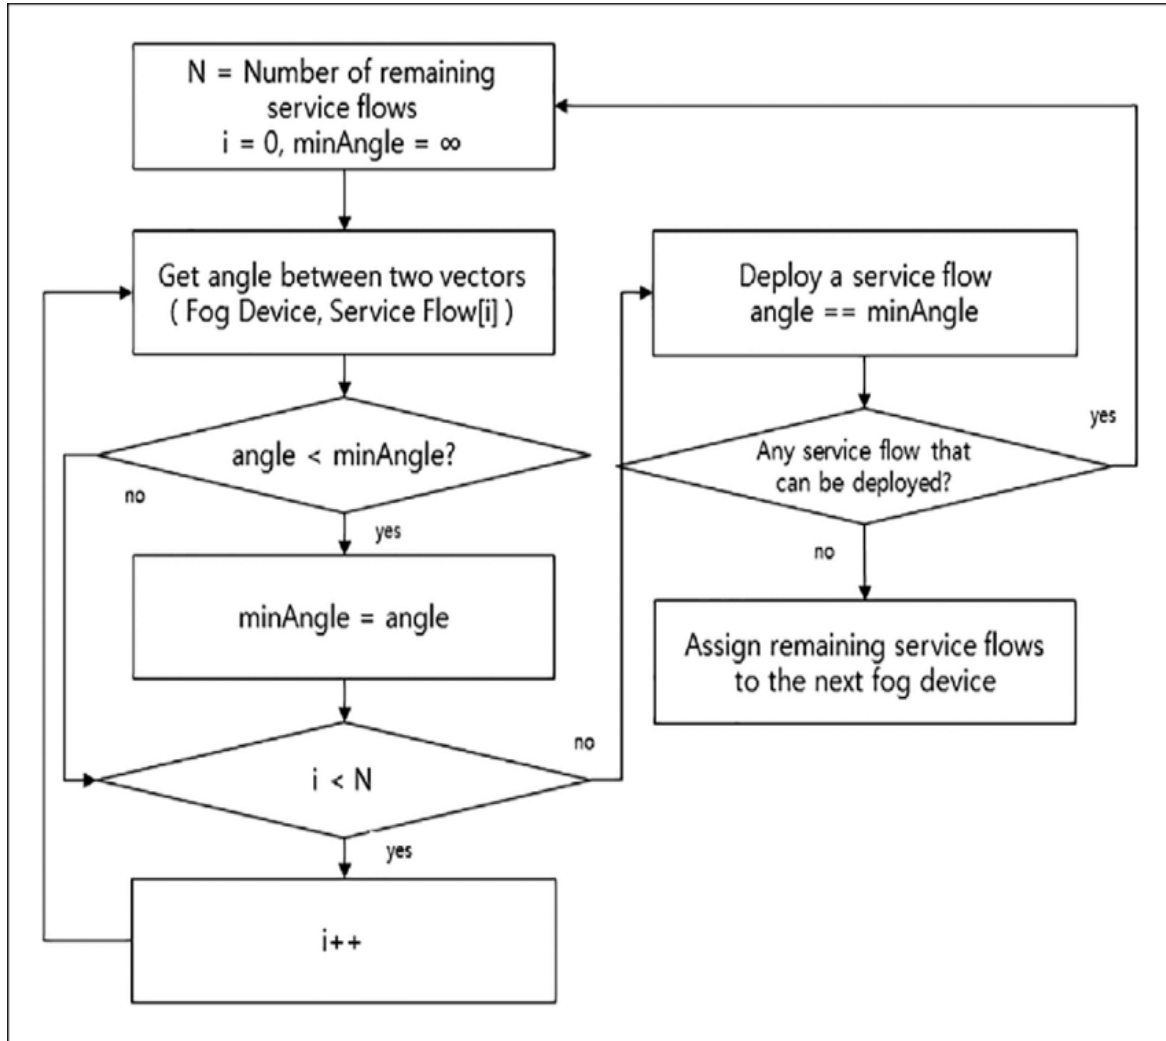 N = Number of remaining
service flows
i = 0, minAngle = ∞
Get angle between two vectors
( Fog Device, Service Flow[i] )
angle < minAngle?
no
yes
minAngle = angle
i < N
no
yes
i++
Deploy a service flow
angle == minAngle
Any service flow that
can be deployed?
yes
no
Assign remaining service flows
to the next fog device